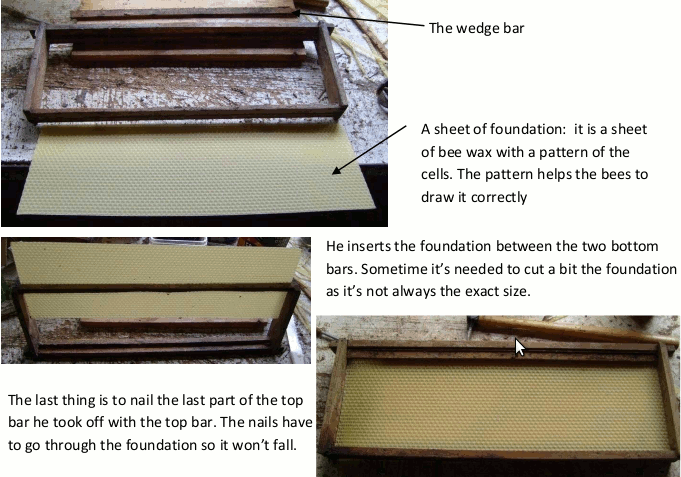 The wedge bar
A sheet of foundation:  it is a sheet
of bee wax with a pattern of the
cells. The pattern helps the bees to
draw it correctly
He inserts the foundation between the two bottom
bars. Sometime it’s needed to cut a bit the foundation
as it’s not always the exact size.
The last thing is to nail the last part of the top
bar he took off with the top bar. The nails have
to go through the foundation so it won’t fall.